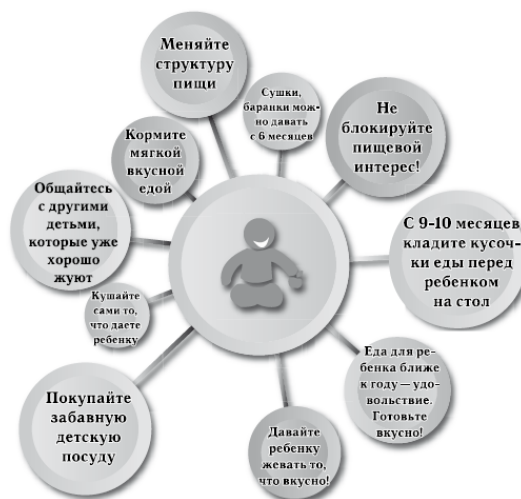 Меняйте
структуру
пищи
Сушки,
баранки мож-
но давать
с 6 месяцев
Не
блокируйте
пищевой
интерес!
Кормите
мягкой
вкусной
едой
Общайтесь
с другими
детьми,
которые уже
хорошо
жуют
С 9-10 месяцев
кладите кусоч-
ки еды перед
ребенком
на стол
Кушайте
сами то,
что даете
ребенку
Еда для ре-
бенка ближе
к году — удо-
вольствие.
Готовьте
вкусно!
Покупайте
забавную
детскую
посуду
Давайте
ребенку
жевать то,
что вкусно!